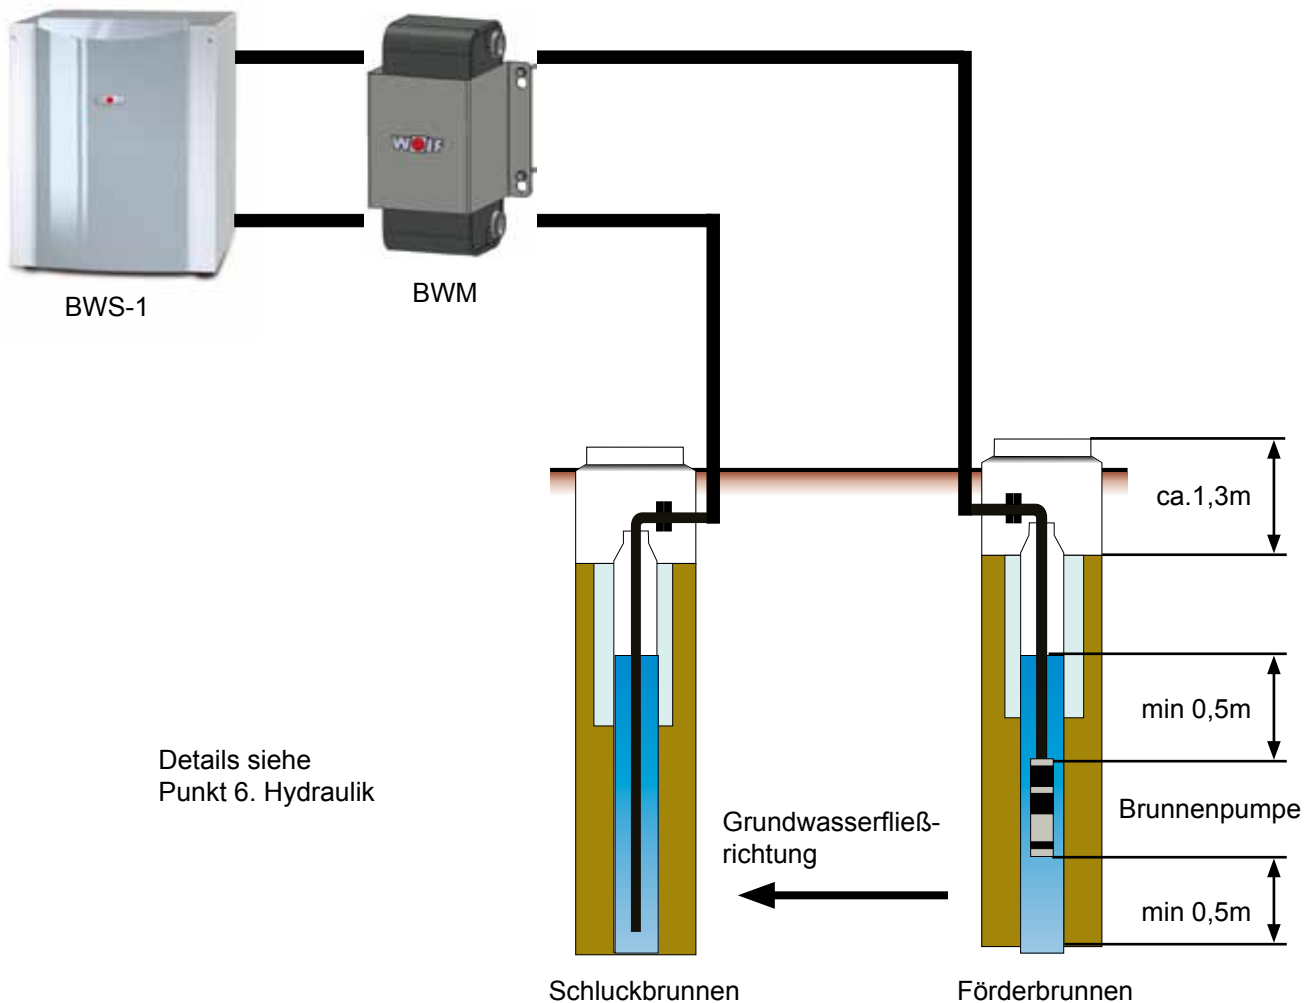 WOLF
BWS-1
BWM
ca.1,3m
min 0,5m
Details siehe
Punkt 6. Hydraulik
Brunnenpumpe
Grundwasserfließ-
richtung
min 0,5m
Schluckbrunnen
Förderbrunnen